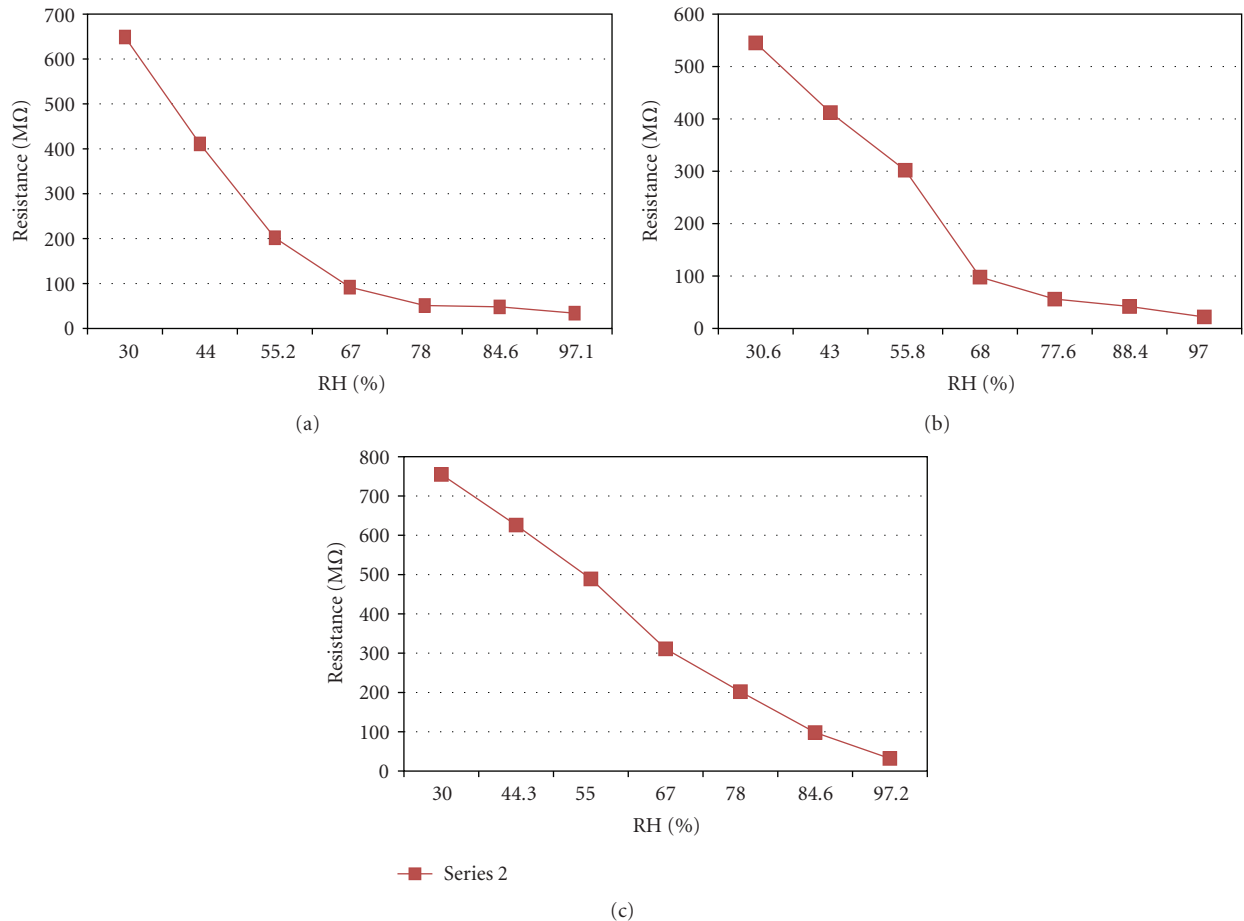 700
600
500
400
300
200
100
0
Resistance (MΩ)
30 44 55.2 67 78 84.6 97.1
RH (%)
(a)
600
500
400
300
200
100
0
Resistance (MΩ)
30.6 43 55.8 68 77.6 88.4 97
RH (%)
(b)
800
700
600
500
400
300
200
100
0
Resistance (MΩ)
30 44.3 55 67 78 84.6 97.2
RH (%)
Series 2
(c)